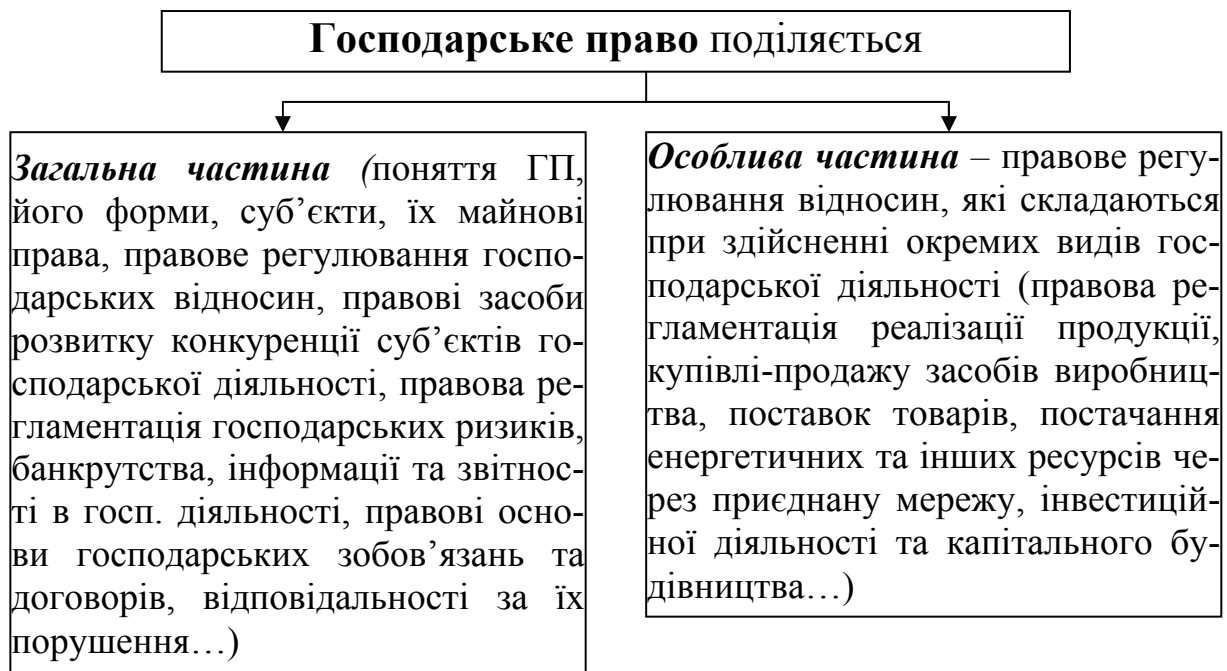 Господарське право поділяється
Загальна частина (поняття ГП,
його форми, суб’єкти, їх майнові
права, правове регулювання госпо-
дарських відносин, правові засоби
розвитку конкуренції суб’єктів го-
сподарської діяльності, правова ре-
гламентація господарських ризиків,
банкрутства, інформації та звітнос-
ті в госп. діяльності, правові осно-
ви господарських зобов’язань та
договорів, відповідальності за їх
порушення…)
Особлива частина – правове регу-
лювання відносин, які складаються
при здійсненні окремих видів гос-
подарської діяльності (правова ре-
гламентація реалізації продукції,
купівлі-продажу засобів виробниц-
тва, поставок товарів, постачання
енергетичних та інших ресурсів че-
рез приєднану мережу, інвестицій-
ної діяльності та капітального бу-
дівництва…)